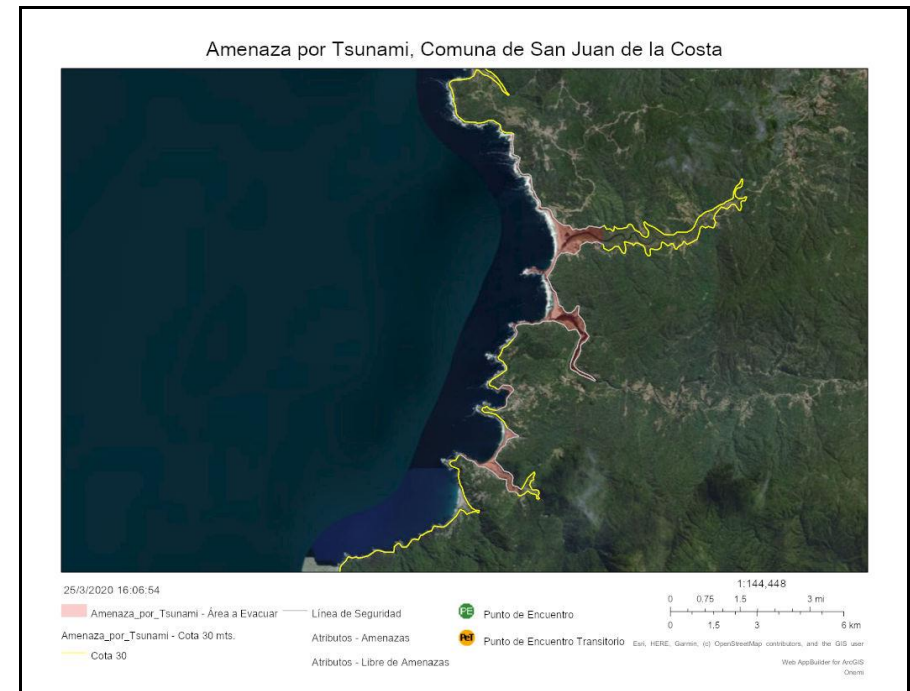 Amenaza por Tsunami, Comuna de San Juan de la Costa
25/3/2020 16:06:54
Amenaza_por_Tsunami - Área a Evacuar
Amenaza_por_Tsunami - Cota 30 mts.
Cota 30
Línea de Seguridad
Atributos - Amenazas
Atributos - Libre de Amenazas
PE Punto de Encuentro
PeT Punto de Encuentro Transitorio
1:144,448
0 0.75 1.5 3 mi
0 1.5 3 6 km
Esri, HERE, Garmin, (c) OpenStreetMap contributors, and the GIS user
Web AppBuilder for ArcGIS
Onemi